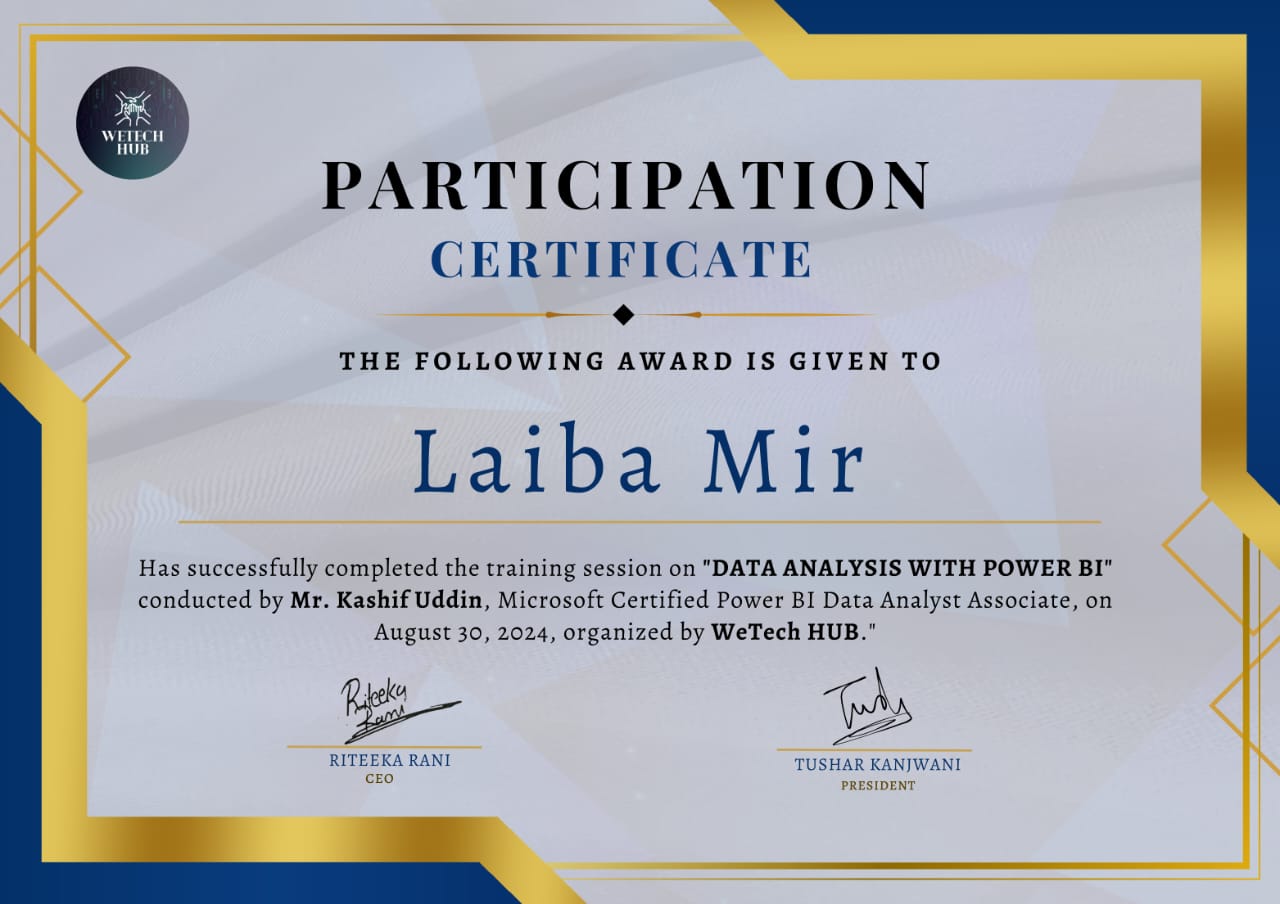 WETECH
HUB
PARTICIPATION
CERTIFICATE
THE FOLLOWING AWARD IS GIVEN TO
Laiba Mir
Has successfully completed the training session on "DATA ANALYSIS WITH POWER BI"
conducted by Mr. Kashif Uddin, Microsoft Certified Power BI Data Analyst Associate, on
August 30, 2024, organized by WeTech HUB."
Riteeka
Rani
RITEEKA RANI
CEO
TUSHAR KANJWANI
PRESIDENT